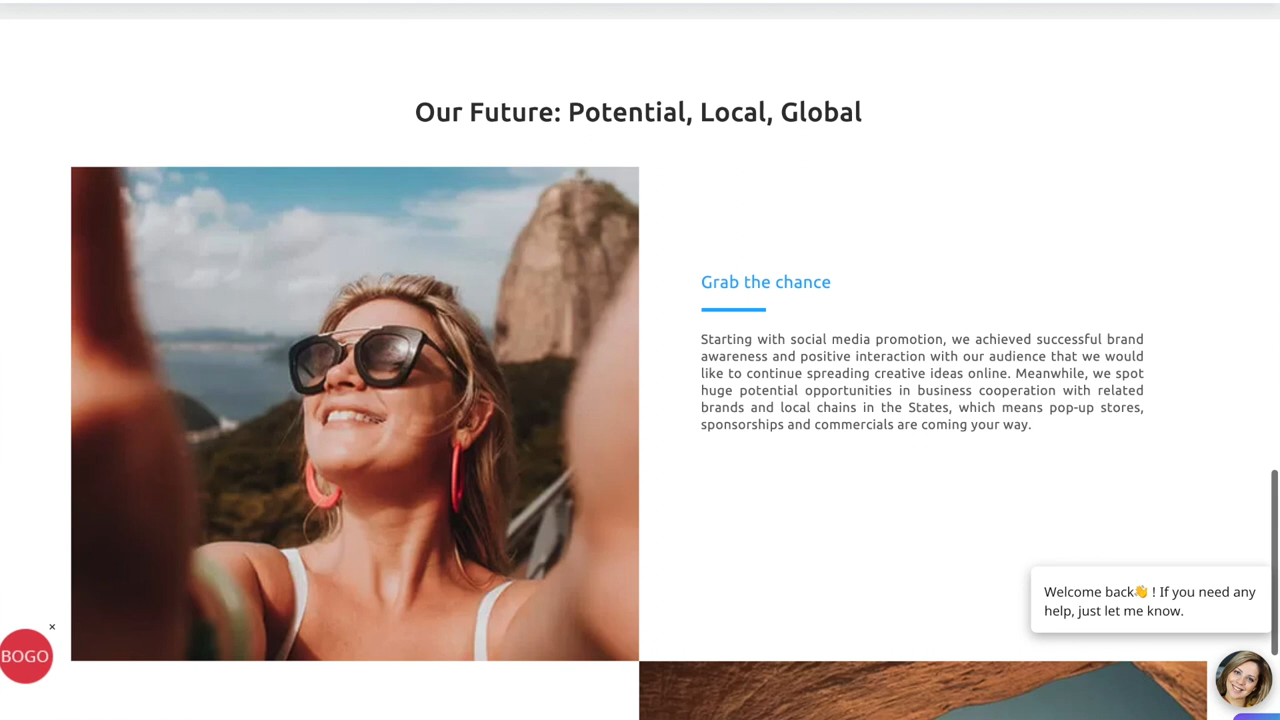 Our Future: Potential, Local, Global
Grab the chance
Starting with social media promotion, we achieved successful brand
awareness and positive interaction with our audience that we would
like to continue spreading creative ideas online. Meanwhile, we spot
huge potential opportunities in business cooperation with related
brands and local chains in the States, which means pop-up stores,
sponsorships and commercials are coming your way.
Welcome back👋 ! If you need any
help, just let me know.
×
BOGO